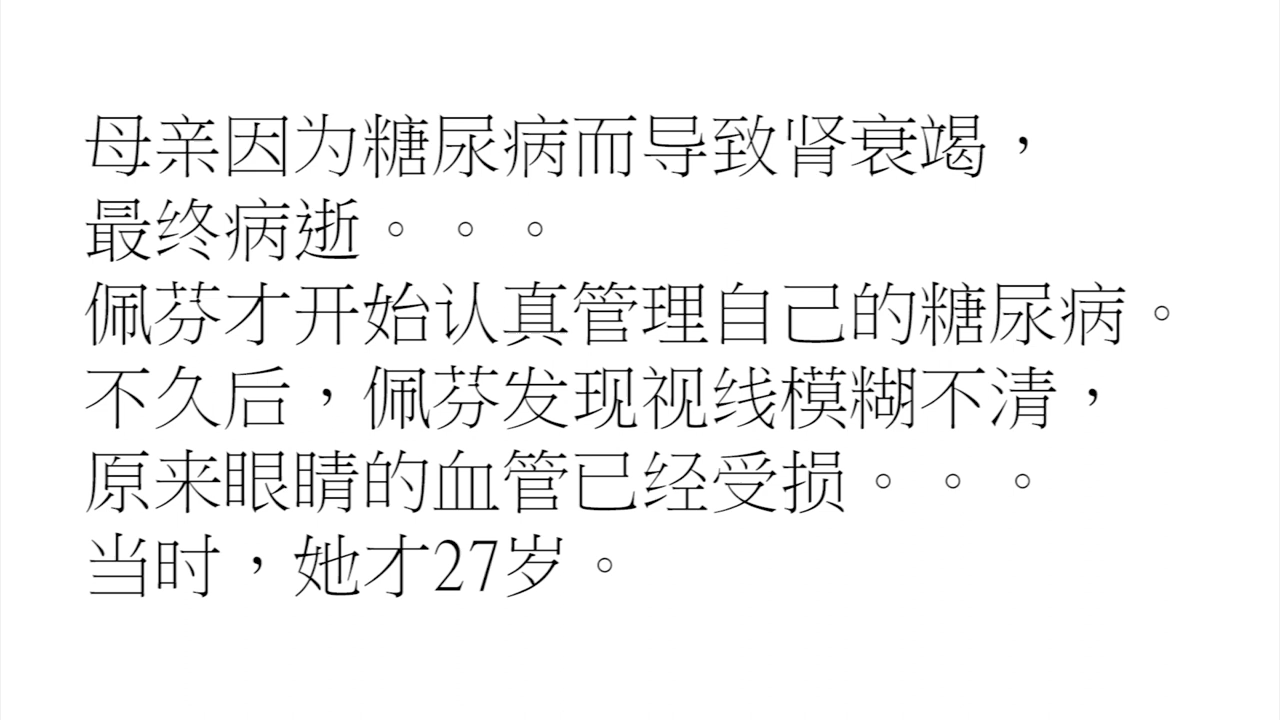 母亲因为糖尿病而导致肾衰竭，
最终病逝。。。
佩芬才开始认真管理自己的糖尿病。
不久后，佩芬发现视线模糊不清，
原来眼睛的血管已经受损。。。
当时，她才27岁。